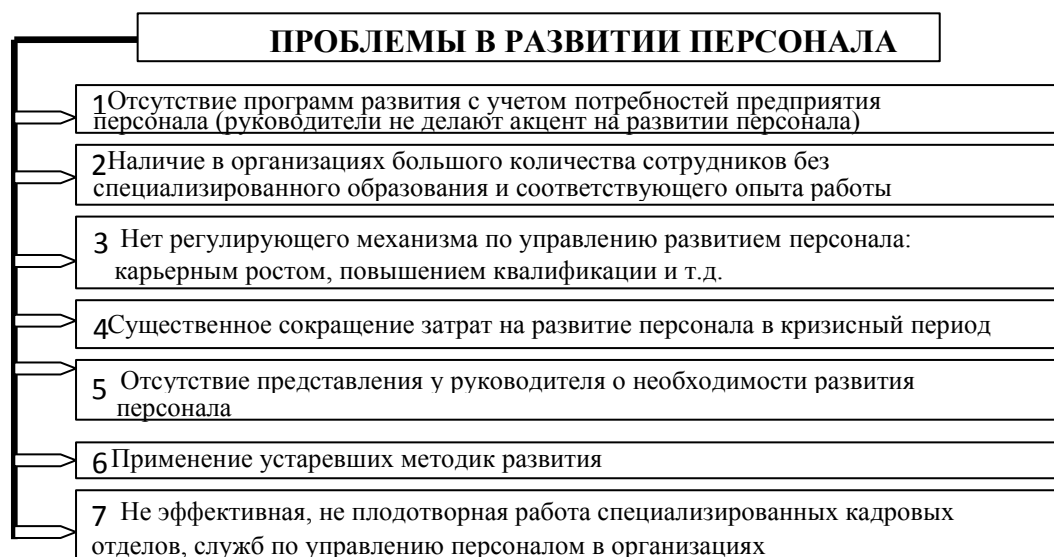 ПРОБЛЕМЫ В РАЗВИТИИ ПЕРСОНАЛА
1Отсутствие программ развития с учетом потребностей предприятия
персонала (руководители не делают акцент на развитии персонала)
2Наличие в организациях большого количества сотрудников без
специализированного образования и соответствующего опыта работы
3 Нет регулирующего механизма по управлению развитием персонала:
карьерным ростом, повышением квалификации и т.д.
4Существенное сокращение затрат на развитие персонала в кризисный период
5 Отсутствие представления у руководителя о необходимости развития
персонала
6Применение устаревших методик развития
7 Не эффективная, не плодотворная работа специализированных кадровых
отделов, служб по управлению персоналом в организациях